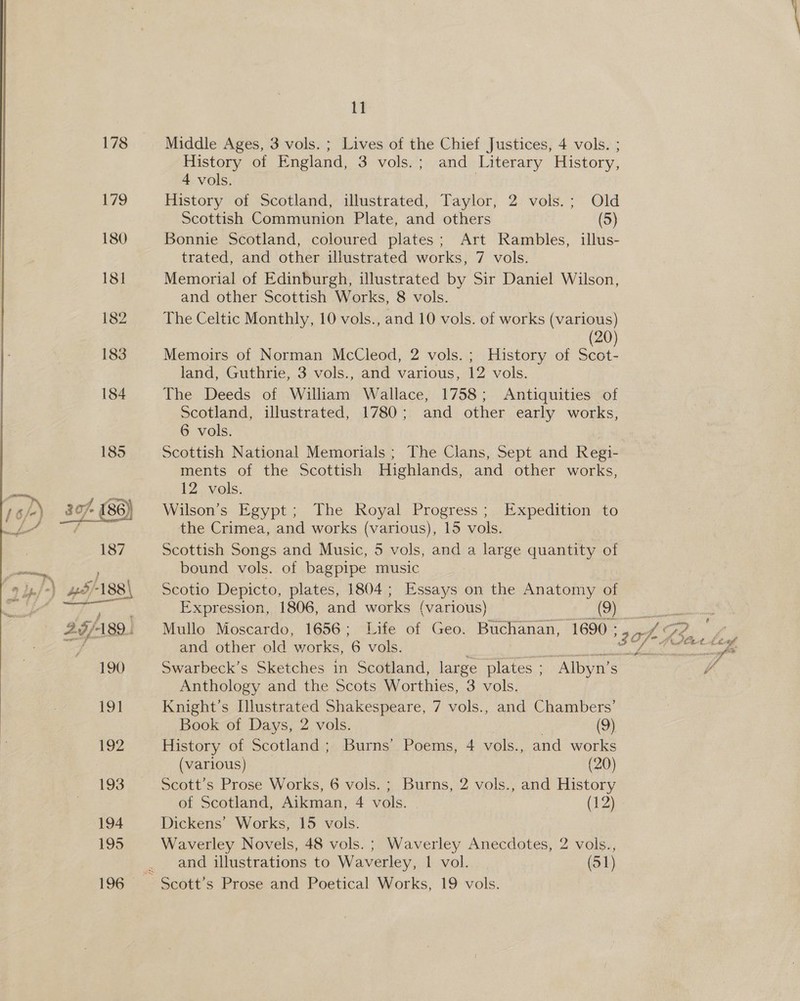 11
178 Middle Ages, 3 vols. ; Lives of the Chief Justices, 4 vols. ;
History of England, 3 vols. ; and Literary History,
4 vols.
179 History of Scotland, illustrated, Taylor, 2 vols. ; Old
Scottish Communion Plate, and others (5)
180 Bonnie Scotland, coloured plates ; Art Rambles, illus-
trated, and other illustrated works, 7 vols.
181 Memorial of Edinburgh, illustrated by Sir Daniel Wilson,
and other Scottish Works, 8 vols.
182 The Celtic Monthly, 10 vols., and 10 vols. of works (various)
(20)
183 Memoirs of Norman McCleod, 2 vols. ; History of Scot-
land, Guthrie, 3 vols., and various, 12 vols.
184 The Deeds of William Wallace, 1758 ; Antiquities of
Scotland, illustrated, 1780 ; and other early works,
6 vols.
185 Scottish National Memorials ; The Clans, Sept and Regi-
ments of the Scottish Highlands, and other works,
12 vols.
30/- 186 Wilson's Egypt ; The Royal Progress ; Expedition to
the Crimea, and works (various), 15 vols.
187 Scottish Songs and Music, 5 vols, and a large quantity of
bound vols. of bagpipe music
188 Scotio Depicto, plates, 1804 ; Essays on the Anatomy of
Expression, 1806, and works (various) (9)
25/- 189 Mullo Moscardo, 1656 ; Life of Geo. Buchanan, 1690 ;
and other old works, 6 vols.
190 Swarbeck's Sketches in Scotland, large plates ; Albyn's
Anthology and the Scots Worthies, 3 vols.
191 Knight's Illustrated Shakespeare, 7 vols., and Chambers'
Book of Days, 2 vols. (9)
192 History of Scotland ; Burns' Poems, 4 vols., and works
(various) (20)
193 Scott's Prose Works, 6 vols. ; Burns, 2 vols., and History
of Scotland, Aikman, 4 vols. (12)
194 Dickens' Works, 15 vols.
195 Waverley Novels, 48 vols. ; Waverley Anecdotes, 2 vols.,
and illustrations to Waverley, 1 vol. (51)
196 Scott's Prose and Poetical Works, 19 vols.